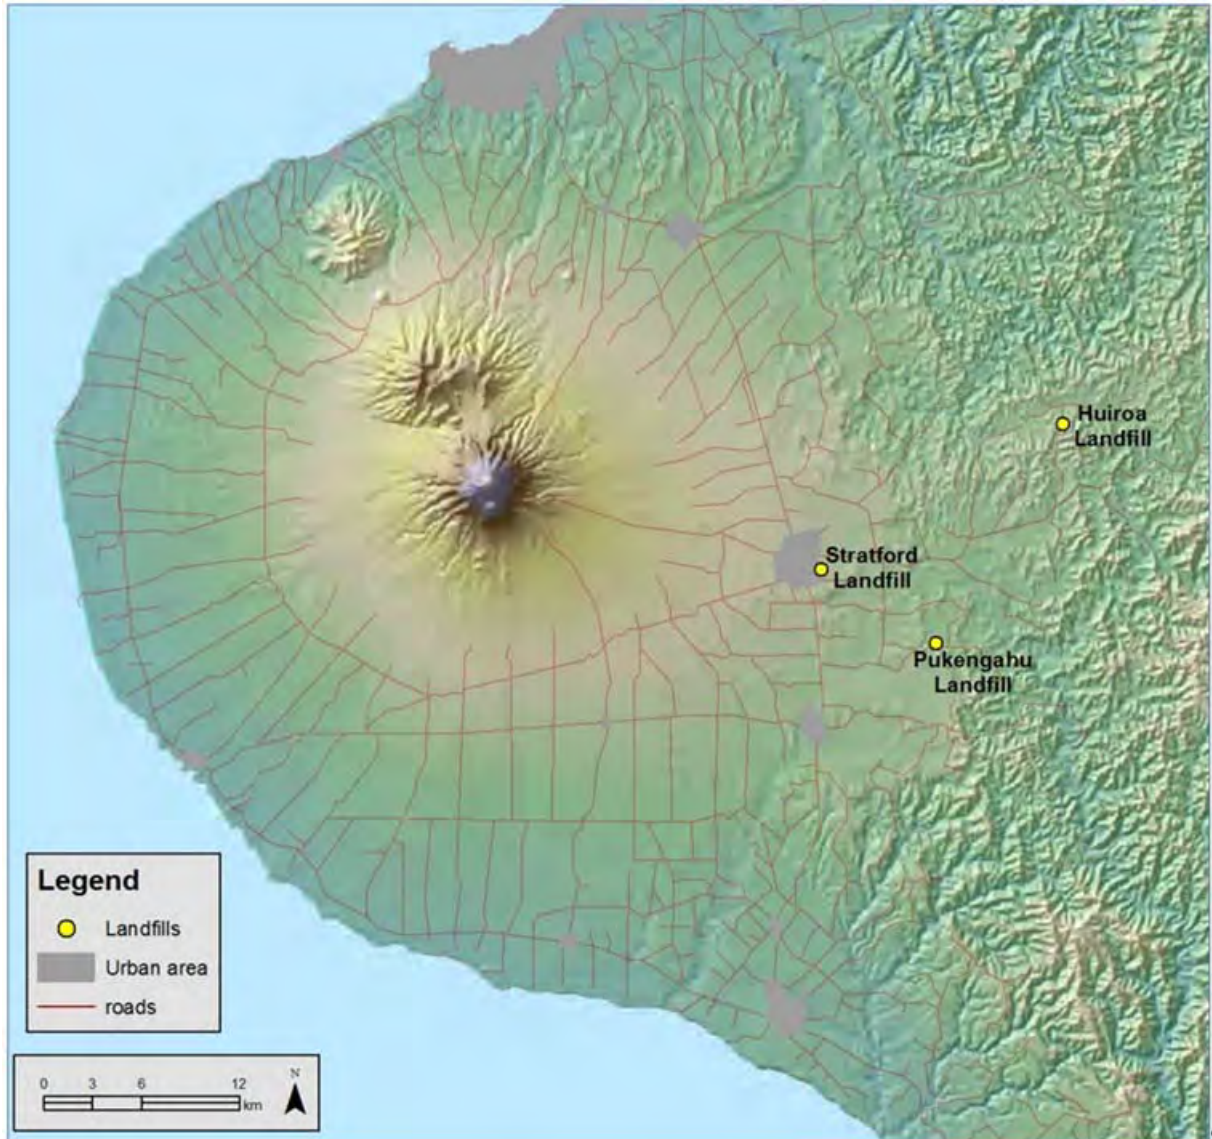 Huiroa
Landfill
Stratford
Landfill
Pukengahu
Landfill
Legend
Landfills
Urban area
roads
0 3 6 12
km
N